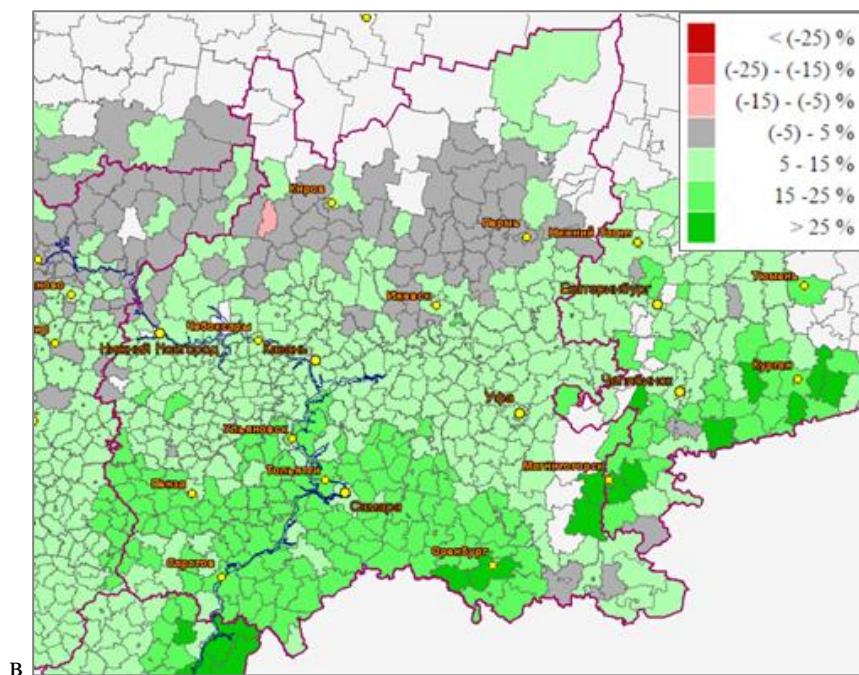 < (-25) %
(-25) - (-15) %
(-15) - (-5) %
(-5) - 5 %
5 - 15 %
15 -25 %
> 25 %
Киров
Пермь
Нижний Тагил
Тюмень
Ижевск
Екатеринбург
Чебоксары
Нижний Новгород
Казань
Курган
Челябинск
Уфа
Ульяновск
Магнитогорск
Тольятти
Пенза
Самара
Оренбург
Саратов
в